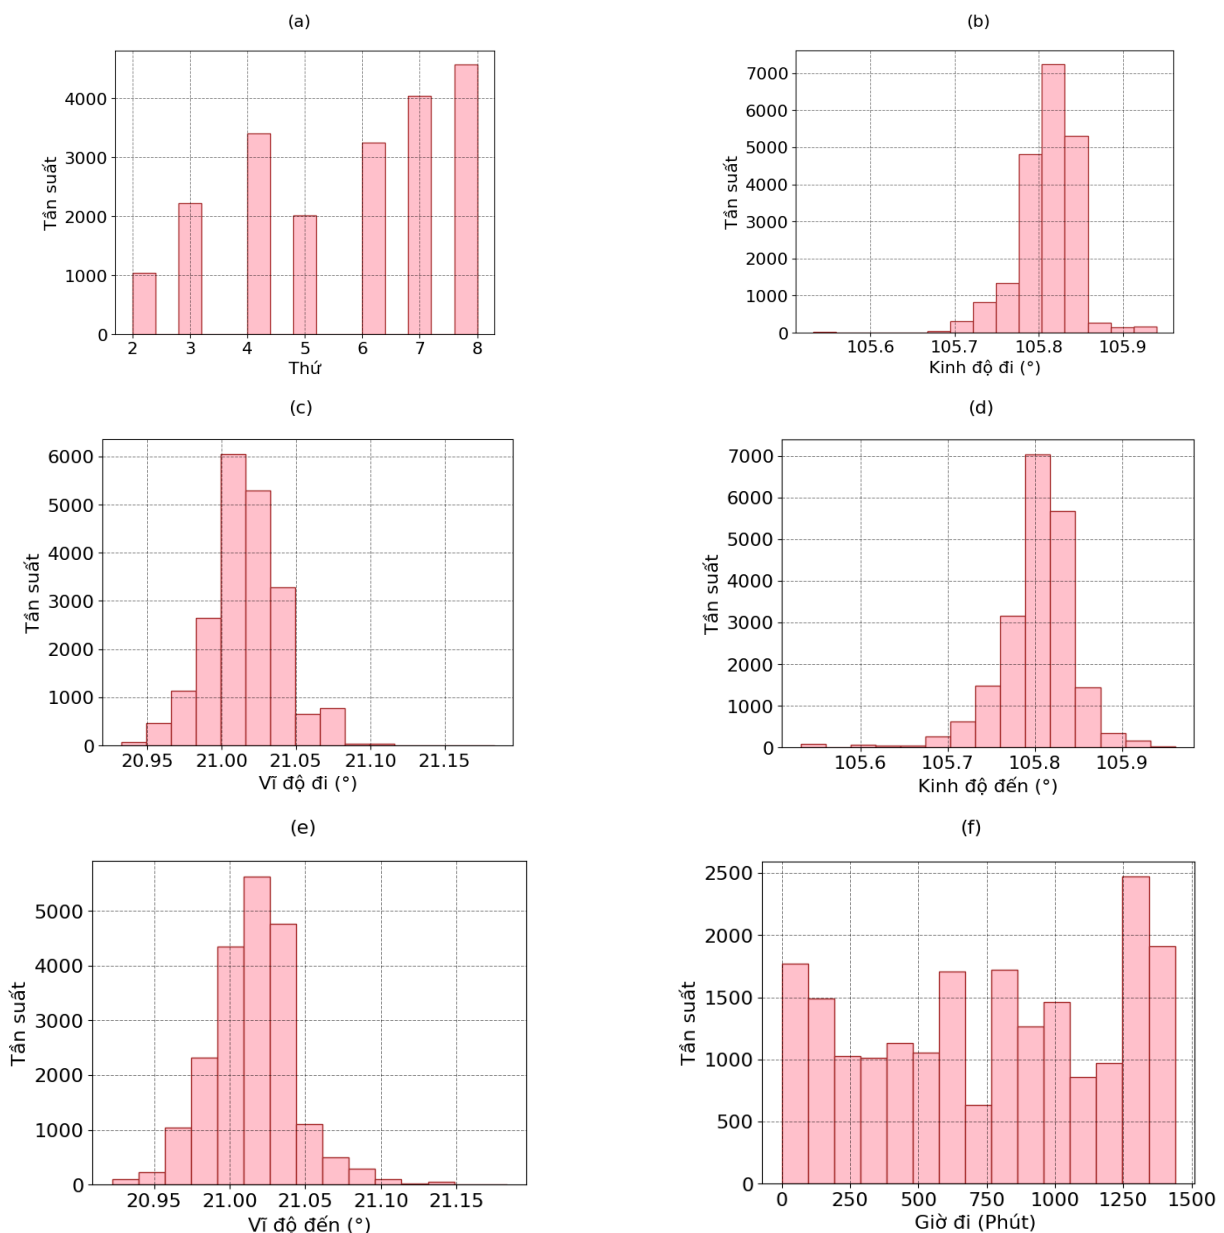 (a)
Tần suất
4000
3000
2000
1000
0
2 3 4 5 6 7 8
Thứ
(b)
Tần suất
7000
6000
5000
4000
3000
2000
1000
0
105.6 105.7 105.8 105.9
Kinh độ đi (°)
(c)
Tần suất
6000
5000
4000
3000
2000
1000
0
20.95 21.00 21.05 21.10 21.15
Vĩ độ đi (°)
(d)
Tần suất
7000
6000
5000
4000
3000
2000
1000
0
105.6 105.7 105.8 105.9
Kinh độ đến (°)
(e)
Tần suất
5000
4000
3000
2000
1000
0
20.95 21.00 21.05 21.10 21.15
Vĩ độ đến (°)
(f)
Tần suất
2500
2000
1500
1000
500
0
0 250 500 750 1000 1250 1500
Giờ đi (Phút)